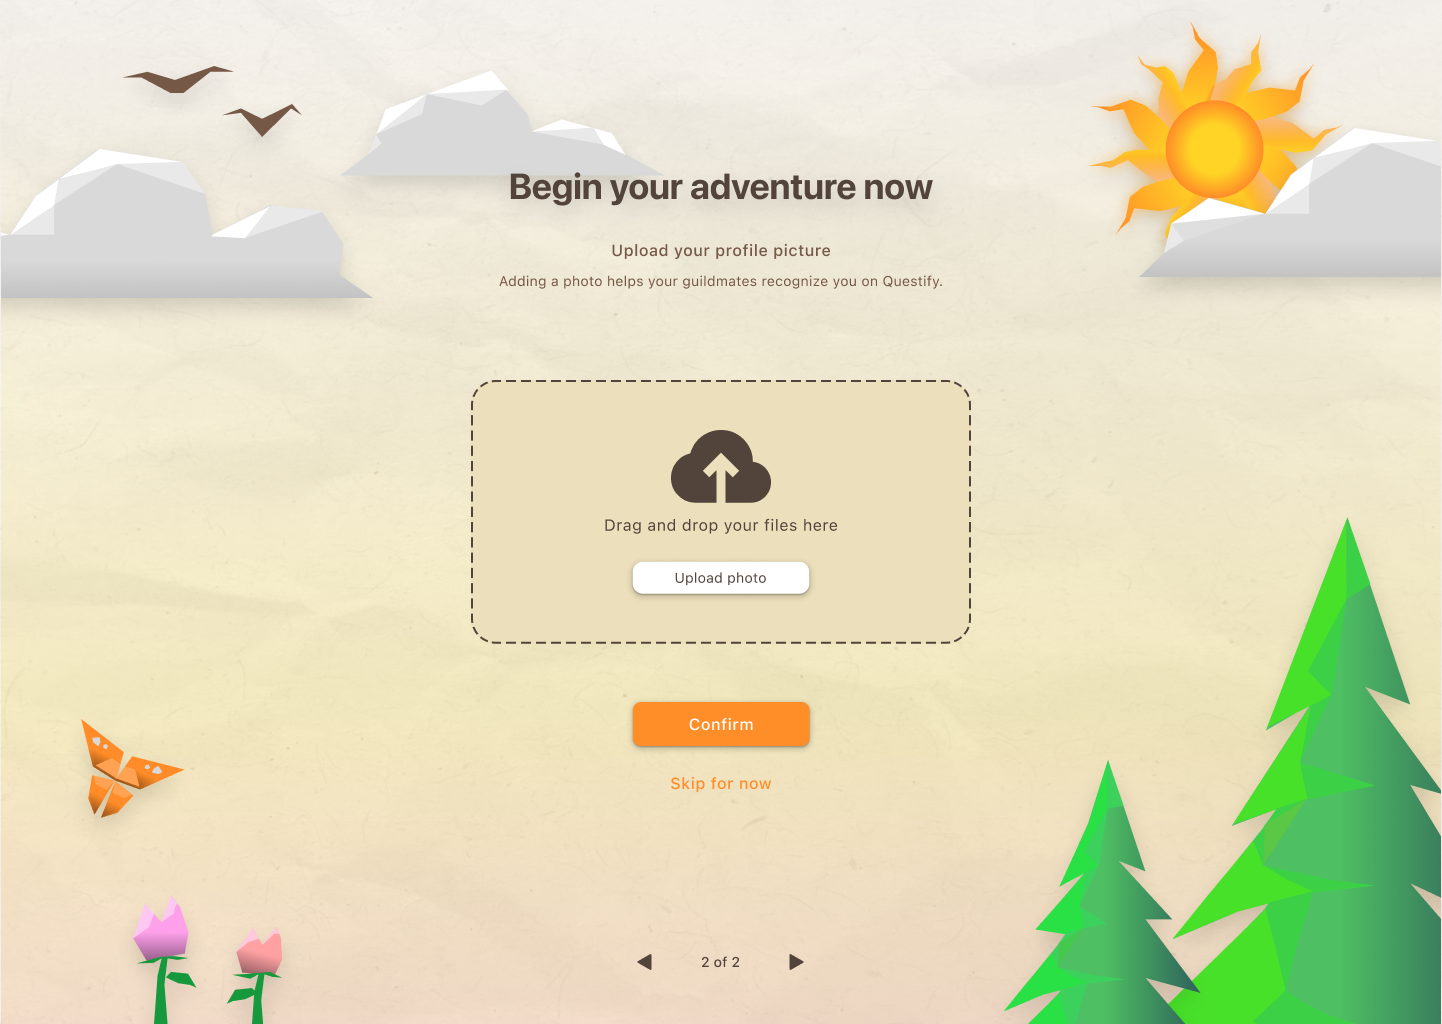 Begin your adventure now
Upload your profile picture
Adding a photo helps your guildmates recognize you on Questify.
Drag and drop your files here
Upload photo
Confirm
Skip for now
2 of 2